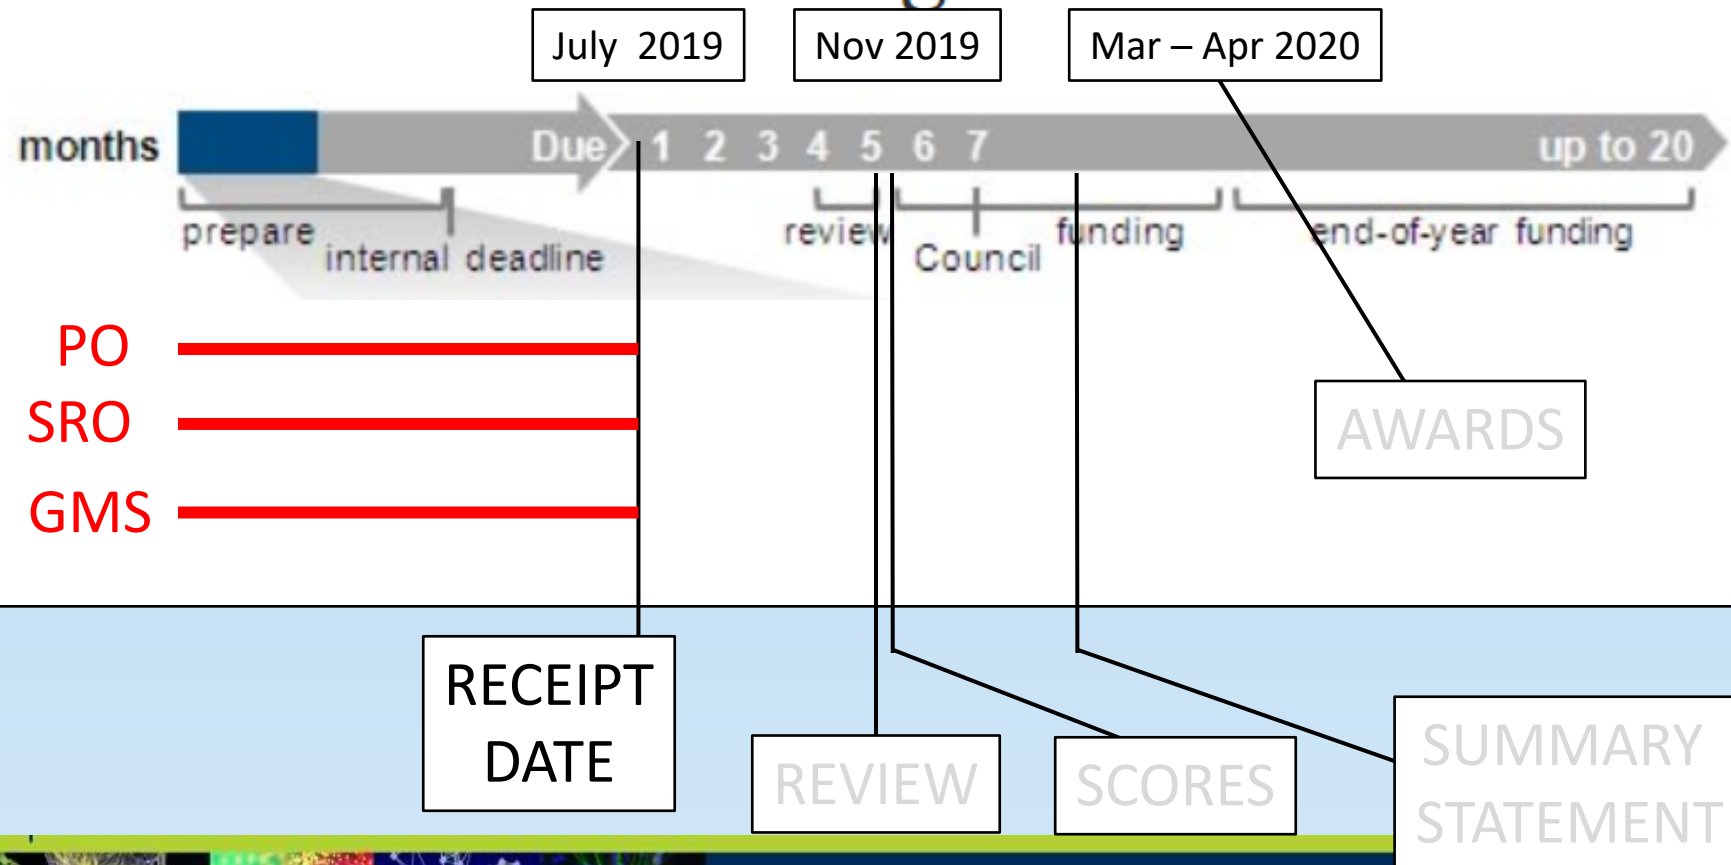 July 2019
Nov 2019
Mar – Apr 2020
months
Due 1 2 3 4 5 6 7 up to 20
prepare
internal deadline
review
Council
funding
end-of-year funding
PO
SRO
GMS
AWARDS
RECEIPT
DATE
REVIEW
SCORES
SUMMARY
STATEMENT